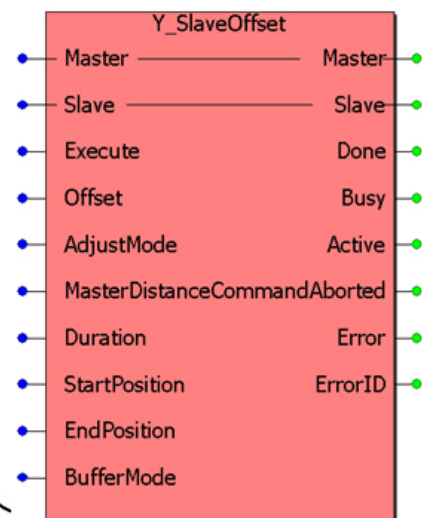 Y_SlaveOffset
Master Master
Slave Slave
Execute Done
Offset Busy
AdjustMode Active
MasterDistanceCommandAborted
Duration Error
StartPosition ErrorID
EndPosition
BufferMode